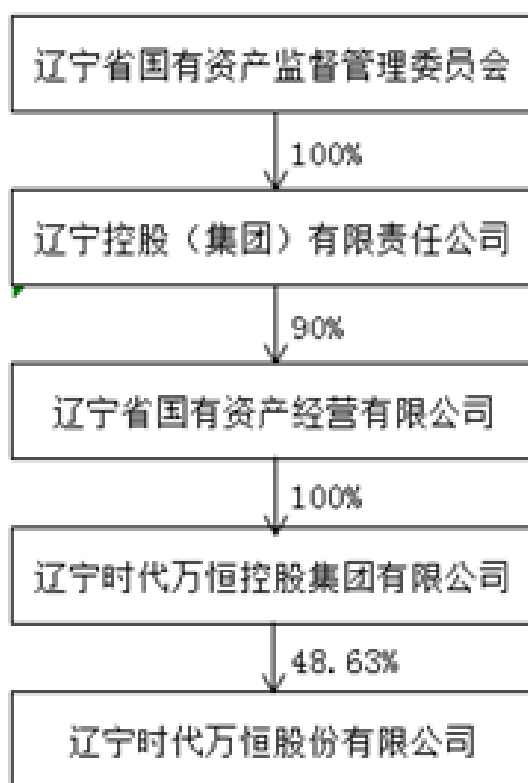 辽宁省国有资产监督管理委员会
100%
辽宁控股（集团）有限责任公司
90%
辽宁省国有资产经营有限公司
100%
辽宁时代万恒控股集团有限公司
48.63%
辽宁时代万恒股份有限公司